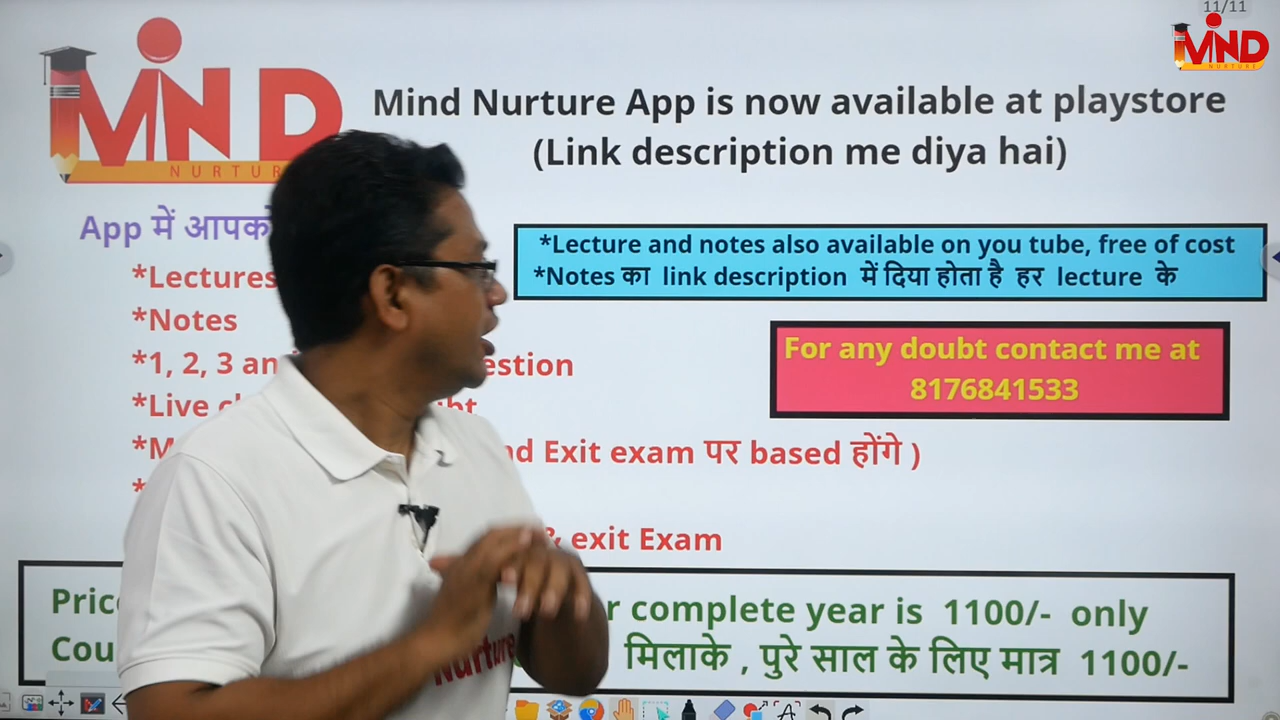 11/11
MIND
NURTURE
MIND
NURTUR
Mind Nurture App is now available at playstore
(Link description me diya hai)
App में आपको
*Lecture and notes also available on you tube, free of cost
*Notes का link description में दिया होता है हर lecture के
*Lectures
*Notes
For any doubt contact me at
8176841533
*1, 2, 3 an estion
*Live
nd Exit exam पर based होंगे )
& exit Exam
Price r complete year is 1100/- only
मिलाके , पुरे साल के लिए मात्र 1100/-
Nurture